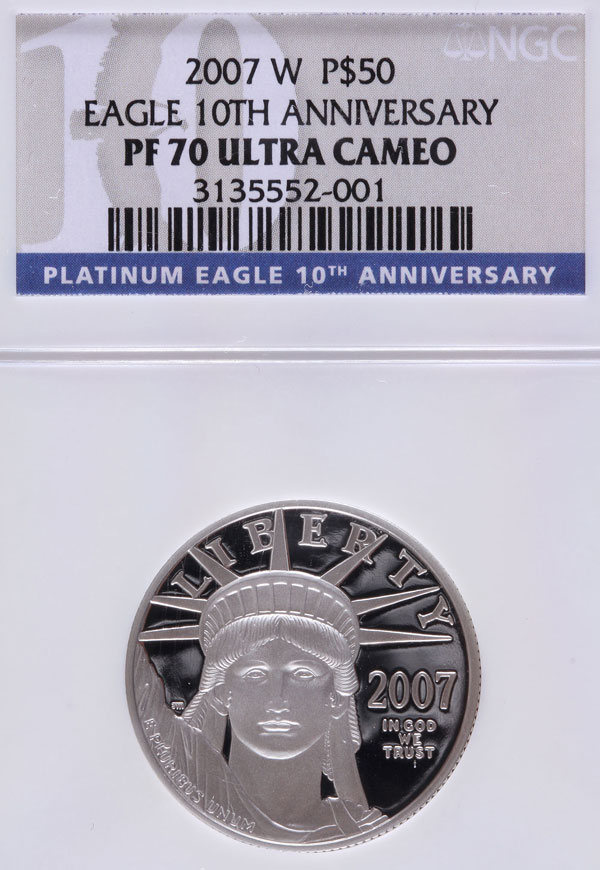 NGC
2007 W P$50
EAGLE 10TH ANNIVERSARY
PF 70 ULTRA CAMEO
3135552-001
PLATINUM EAGLE 10TH ANNIVERSARY
LIBERTY
2007
IN GOD
WE
TRUST
E PLURIBUS UNUM